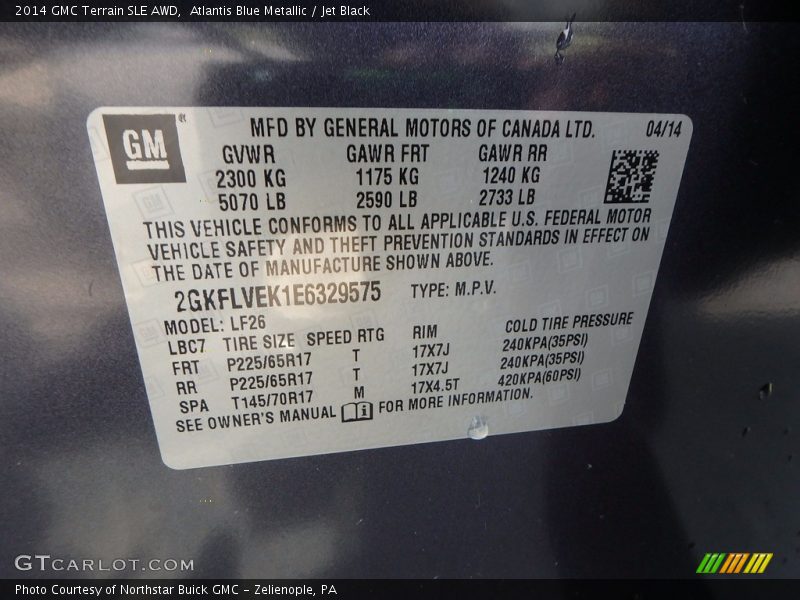 2014 GMC Terrain SLE AWD,  Atlantis Blue Metallic / Jet Black
GM ®
MFD BY GENERAL MOTORS OF CANADA LTD. 04/14
GVWR GAWR FRT GAWR RR
2300 KG 1175 KG 1240 KG
5070 LB 2590 LB 2733 LB
THIS VEHICLE CONFORMS TO ALL APPLICABLE U.S. FEDERAL MOTOR
VEHICLE SAFETY AND THEFT PREVENTION STANDARDS IN EFFECT ON
THE DATE OF MANUFACTURE SHOWN ABOVE.
2GKFLVEK1E6329575 TYPE: M.P.V.
MODEL: LF26
LBC7 TIRE SIZE SPEED RTG RIM COLD TIRE PRESSURE
FRT P225/65R17 T 17X7J 240KPA(35PSI)
RR P225/65R17 T 17X7J 240KPA(35PSI)
SPA T145/70R17 M 17X4.5T 420KPA(60PSI)
SEE OWNER'S MANUAL i FOR MORE INFORMATION.
GTCARLOT.COM
Photo Courtesy of Northstar Buick GMC - Zelienople, PA